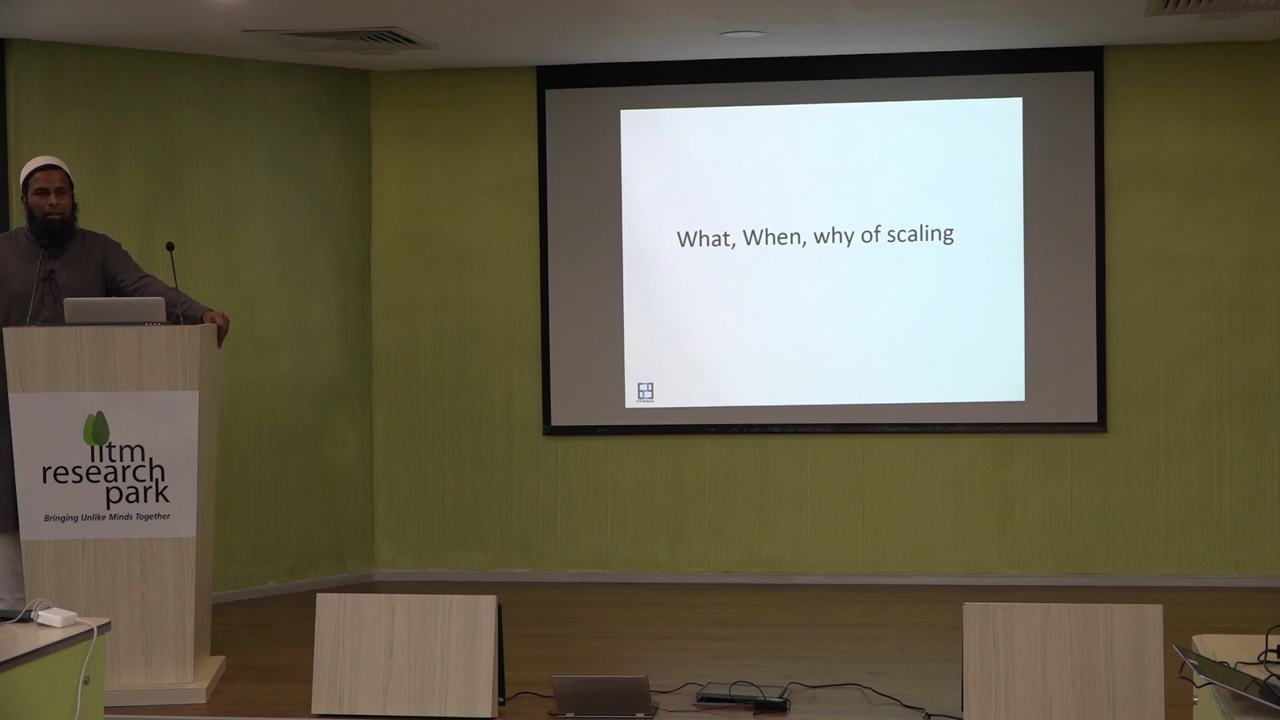 What, When, why of scaling
iitm
research
park
Bringing Unlike Minds Together